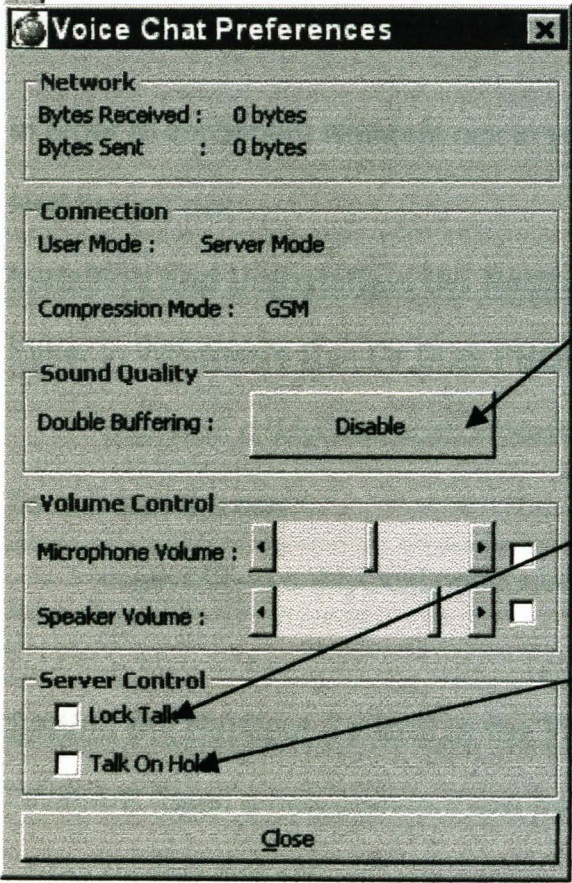 Voice Chat Preferences
Network
Bytes Received : 0 bytes
Bytes Sent : 0 bytes
Connection
User Mode : Server Mode
Compression Mode : GSM
Sound Quality
Double Buffering : Disable
Volume Control
Microphone Volume :
Speaker Volume :
Server Control
Lock Talk
Talk On Hold
Close